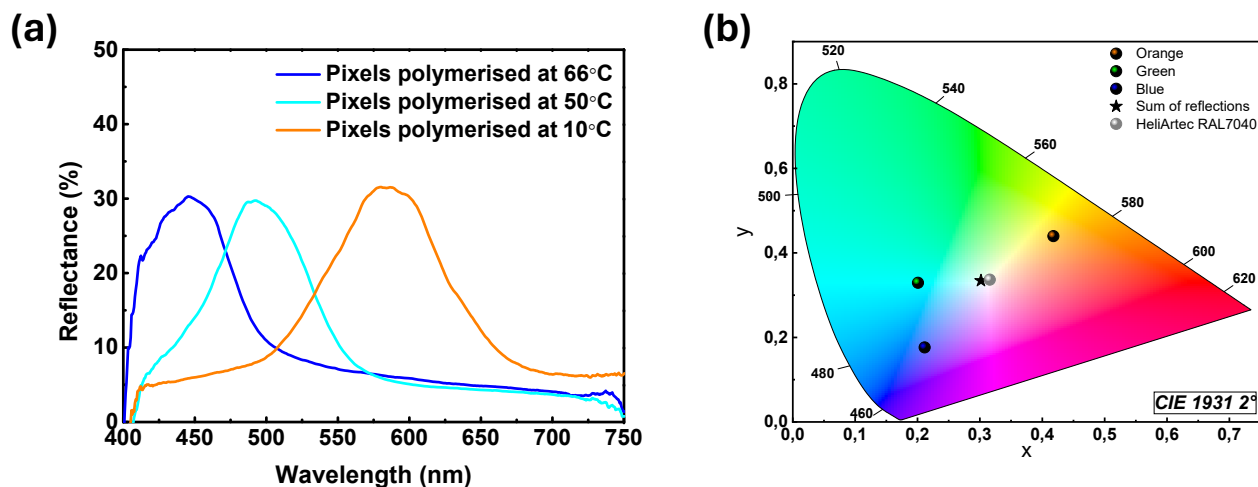 (a)
50
40
30
20
10
0
Reflectance (%)
Pixels polymerised at 66°C
Pixels polymerised at 50°C
Pixels polymerised at 10°C
400 450 500 550 600 650 700 750
Wavelength (nm)
(b)
0,8
0,6
0,4
0,2
0,0
y
520
540
560
500
580
600
620
480
460
Orange
Green
Blue
Sum of reflections
HeliArtec RAL7040
CIE 1931 2°
0,0 0,1 0,2 0,3 0,4 0,5 0,6 0,7
x